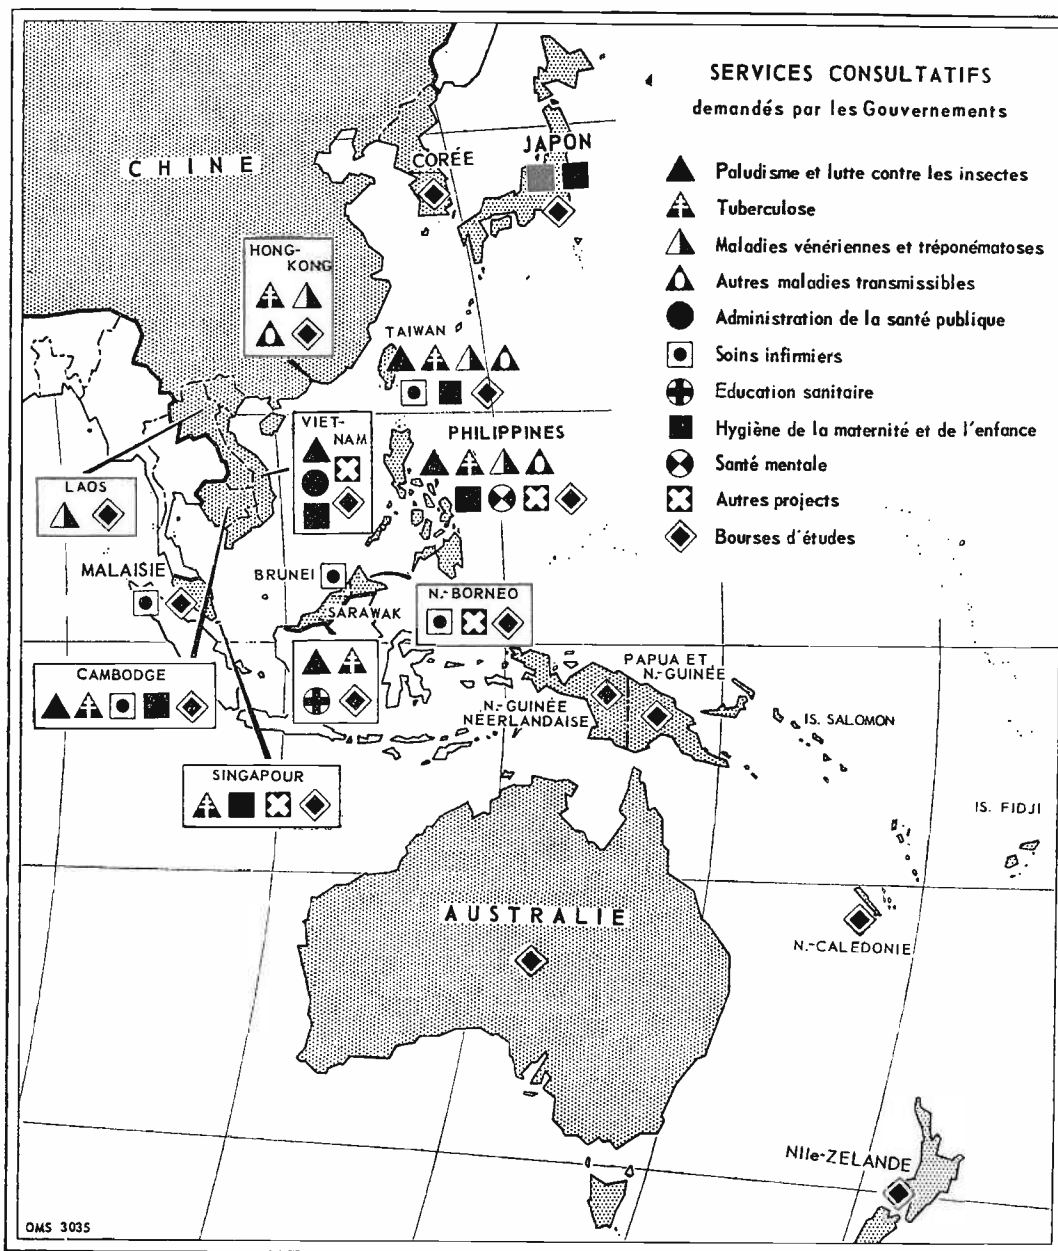 SERVICES CONSULTATIFS
demandés par les Gouvernements
Paludisme et lutte contre les insectes
Tuberculose
Maladies vénériennes et tréponématoses
Autres maladies transmissibles
Administration de la santé publique
Soins infirmiers
Education sanitaire
Hygiène de la maternité et de l'enfance
Santé mentale
Autres projects
Bourses d'études
CHINE
CORÉE
JAPON
HONG-
KONG
TAIWAN
VIET-
NAM
PHILIPPINES
LAOS
MALAISIE
BRUNEI
SARAWAK
N.-BORNEO
CAMBODGE
SINGAPOUR
N.-GUINÉE
NÉERLANDAISE
PAPUA ET
N.-GUINÉE
IS. SALOMON
IS. FIDJI
AUSTRALIE
N.-CALEDONIE
Nlle-ZELANDE
OMS 3035